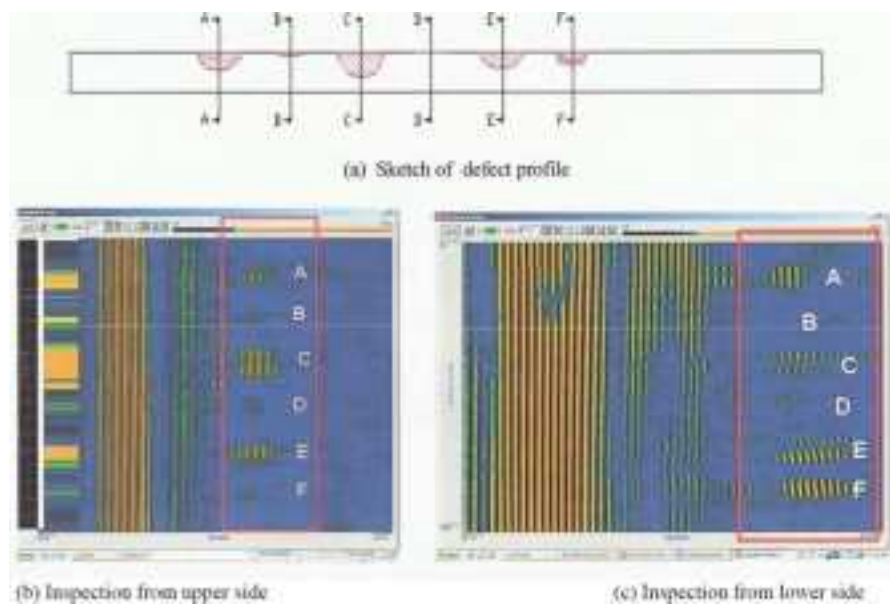 A B C D E F
A B C D E F
(a) Sketch of defect profile
A
B
C
D
E
F
A
B
C
D
E
F
(b) Inspection from upper side
(c) Inspection from lower side